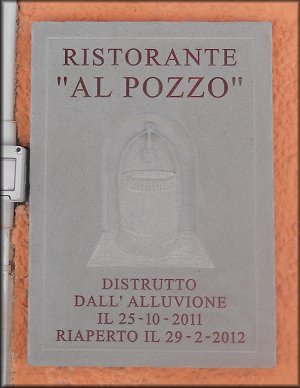 RISTORANTE
"AL POZZO"
DISTRUTTO
DALL' ALLUVIONE
IL 25-10-2011
RIAPERTO IL 29-2-2012